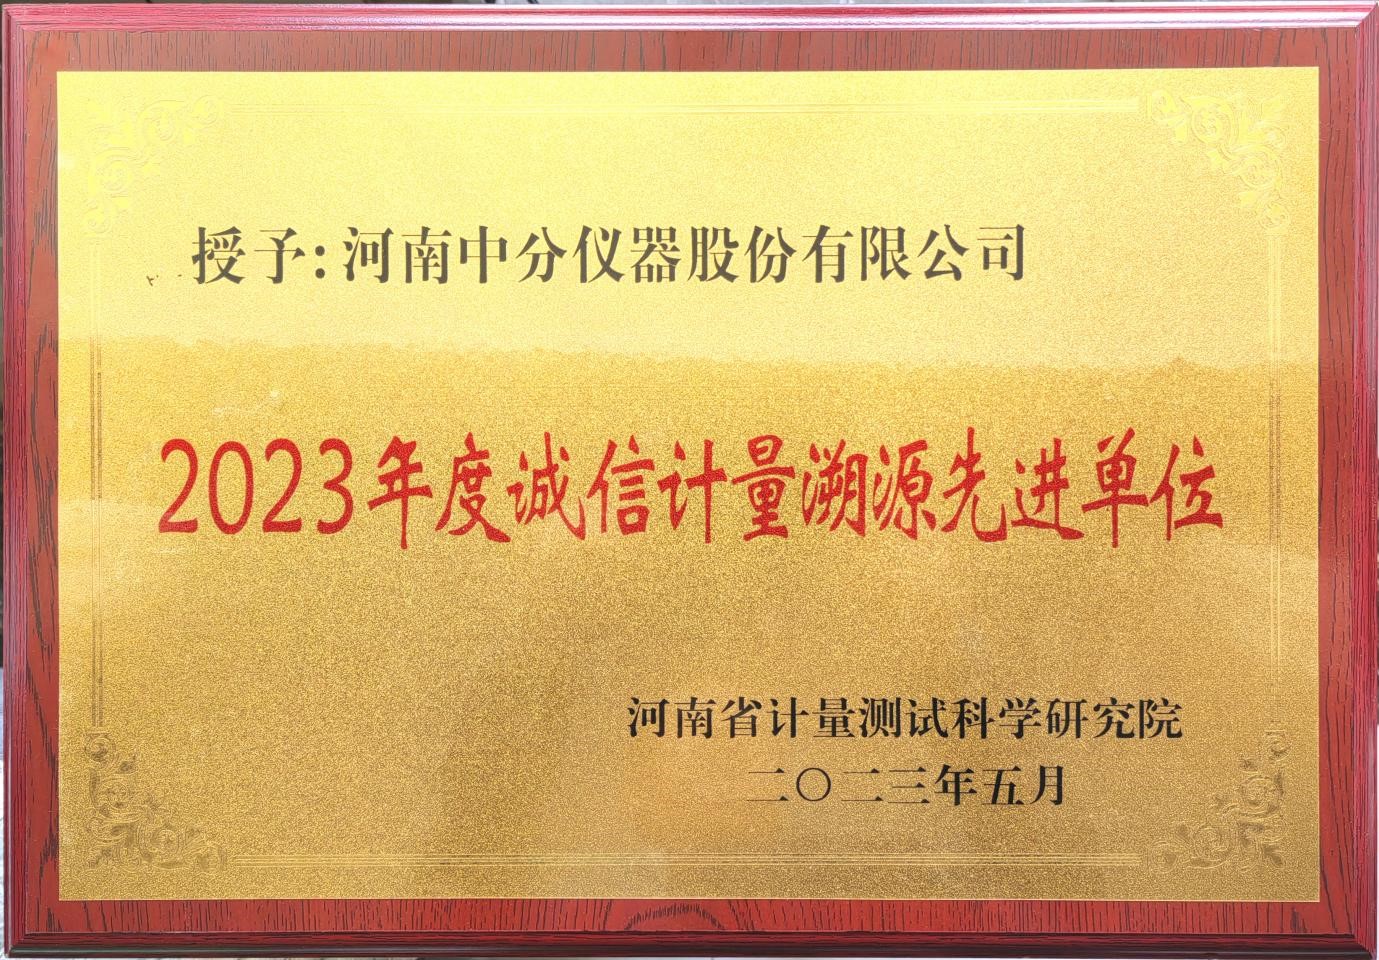 授予:河南中分仪器股份有限公司
2023年度诚信计量溯源先进单位
河南省计量测试科学研究院
二〇二三年五月